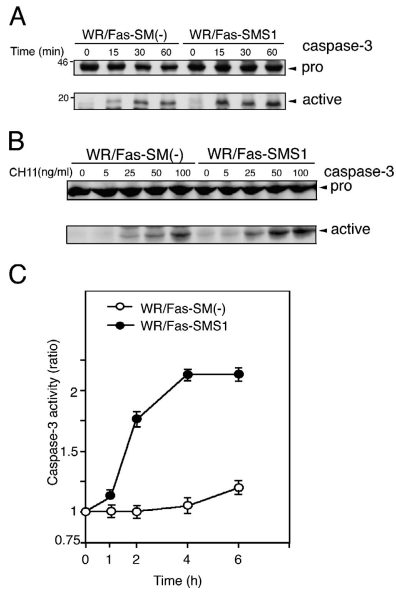 A
WR/Fas-SM(-) WR/Fas-SMS1
Time (min) 0 15 30 60 0 15 30 60 caspase-3
46 pro
20 active
B
WR/Fas-SM(-) WR/Fas-SMS1
CH11(ng/ml) 0 5 25 50 100 0 5 25 50 100 caspase-3
pro
active
C
WR/Fas-SM(-)
WR/Fas-SMS1
Caspase-3 activity (ratio)
2
1.5
1
0.75
0 1 2 4 6
Time (h)